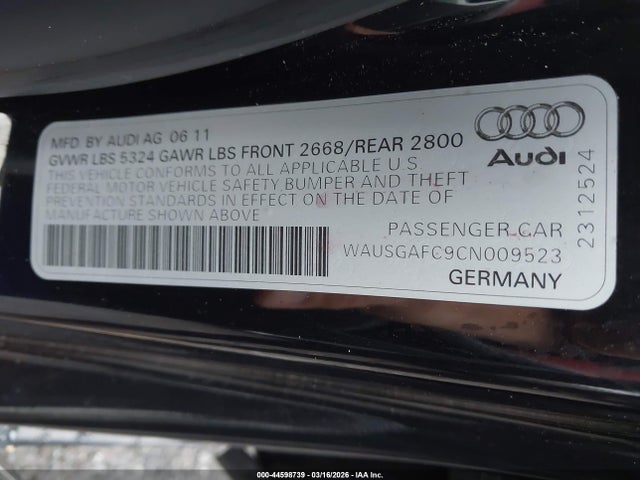 MFD. BY AUDI AG 06 11
GVWR LBS 5324 GAWR LBS FRONT 2668/REAR 2800
THIS VEHICLE CONFORMS TO ALL APPLICABLE U S
FEDERAL MOTOR VEHICLE SAFETY BUMPER AND THEFT
PREVENTION STANDARDS IN EFFECT ON THE DATE OF
MANUFACTURE SHOWN ABOVE
Audi
2312524
PASSENGER CAR
WAUSGAFC9CN009523
GERMANY
000-44598739 - 03/16/2026 - IAA Inc.